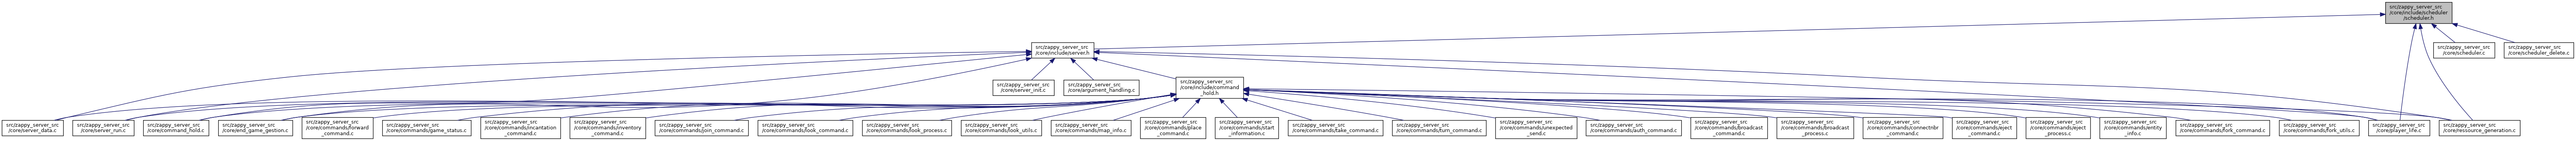 src/zappy_server_src
/core/include/scheduler
/scheduler.h
src/zappy_server_src
/core/include/server.h
src/zappy_server_src
/core/scheduler.c
src/zappy_server_src
/core/scheduler_delete.c
src/zappy_server_src
/core/server_init.c
src/zappy_server_src
/core/argument_handling.c
src/zappy_server_src
/core/include/command
_hold.h
src/zappy_server_src
/core/server_data.c
src/zappy_server_src
/core/server_run.c
src/zappy_server_src
/core/command_hold.c
src/zappy_server_src
/core/end_game_gestion.c
src/zappy_server_src
/core/commands/forward
_command.c
src/zappy_server_src
/core/commands/game_status.c
src/zappy_server_src
/core/commands/incantation
_command.c
src/zappy_server_src
/core/commands/inventory
_command.c
src/zappy_server_src
/core/commands/join_command.c
src/zappy_server_src
/core/commands/look_command.c
src/zappy_server_src
/core/commands/look_process.c
src/zappy_server_src
/core/commands/look_utils.c
src/zappy_server_src
/core/commands/map_info.c
src/zappy_server_src
/core/commands/place
_command.c
src/zappy_server_src
/core/commands/start
_information.c
src/zappy_server_src
/core/commands/take_command.c
src/zappy_server_src
/core/commands/turn_command.c
src/zappy_server_src
/core/commands/unexpected
_send.c
src/zappy_server_src
/core/commands/auth_command.c
src/zappy_server_src
/core/commands/broadcast
_command.c
src/zappy_server_src
/core/commands/broadcast
_process.c
src/zappy_server_src
/core/commands/connectnbr
_command.c
src/zappy_server_src
/core/commands/eject
_command.c
src/zappy_server_src
/core/commands/eject
_process.c
src/zappy_server_src
/core/commands/entity
_info.c
src/zappy_server_src
/core/commands/fork_command.c
src/zappy_server_src
/core/commands/fork_utils.c
src/zappy_server_src
/core/player_life.c
src/zappy_server_src
/core/ressource_generation.c